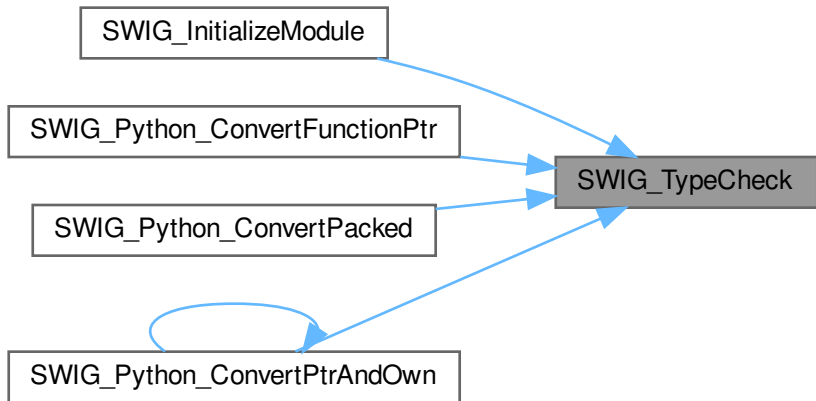 SWIG_InitializeModule
SWIG_Python_ConvertFunctionPtr
SWIG_TypeCheck
SWIG_Python_ConvertPacked
SWIG_Python_ConvertPtrAndOwn